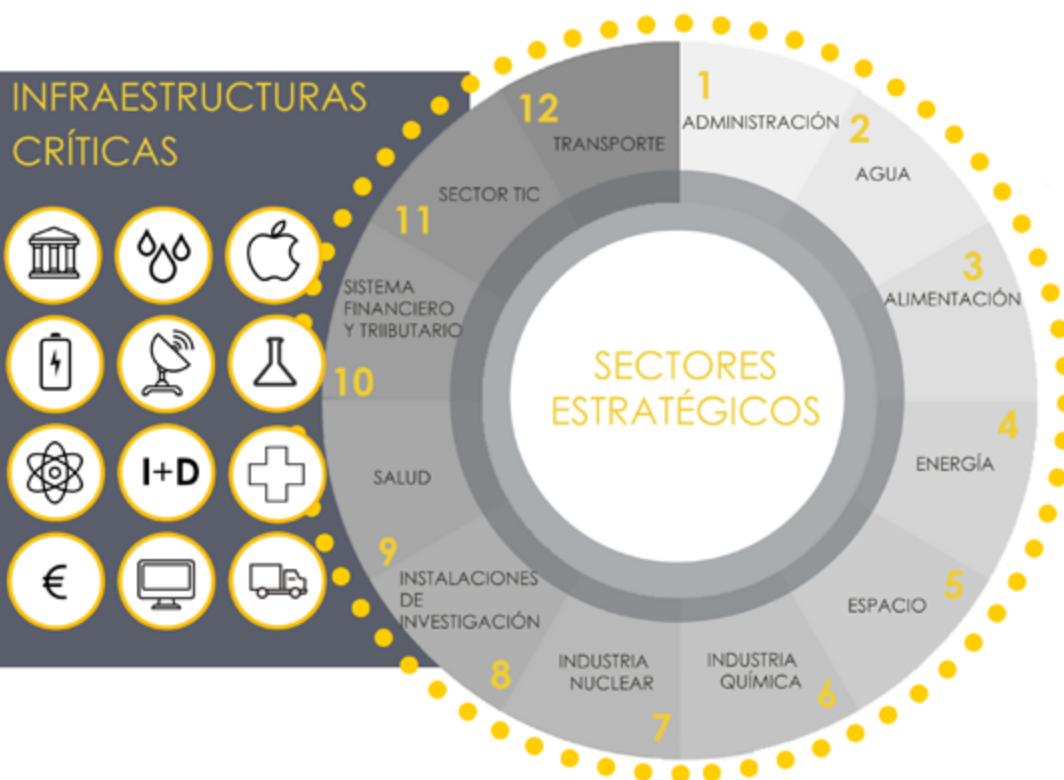 INFRAESTRUCTURAS
CRÍTICAS
I+D
€
SECTORES
ESTRATÉGICOS
1
ADMINISTRACIÓN
2
AGUA
3
ALIMENTACIÓN
4
ENERGÍA
5
ESPACIO
6
INDUSTRIA
QUÍMICA
7
INDUSTRIA
NUCLEAR
8
INSTALACIONES
DE
INVESTIGACIÓN
9
SALUD
10
SISTEMA
FINANCIERO
Y TRIIBUTARIO
11
SECTOR TIC
12
TRANSPORTE